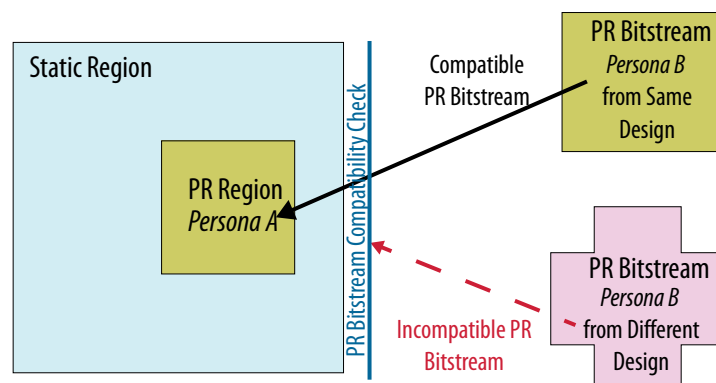 Static Region
PR Region
Persona A
PR Bitstream Compatibility Check
Compatible
PR Bitstream
PR Bitstream
Persona B
from Same
Design
Incompatible PR
Bitstream
PR Bitstream
Persona B
from Different
Design